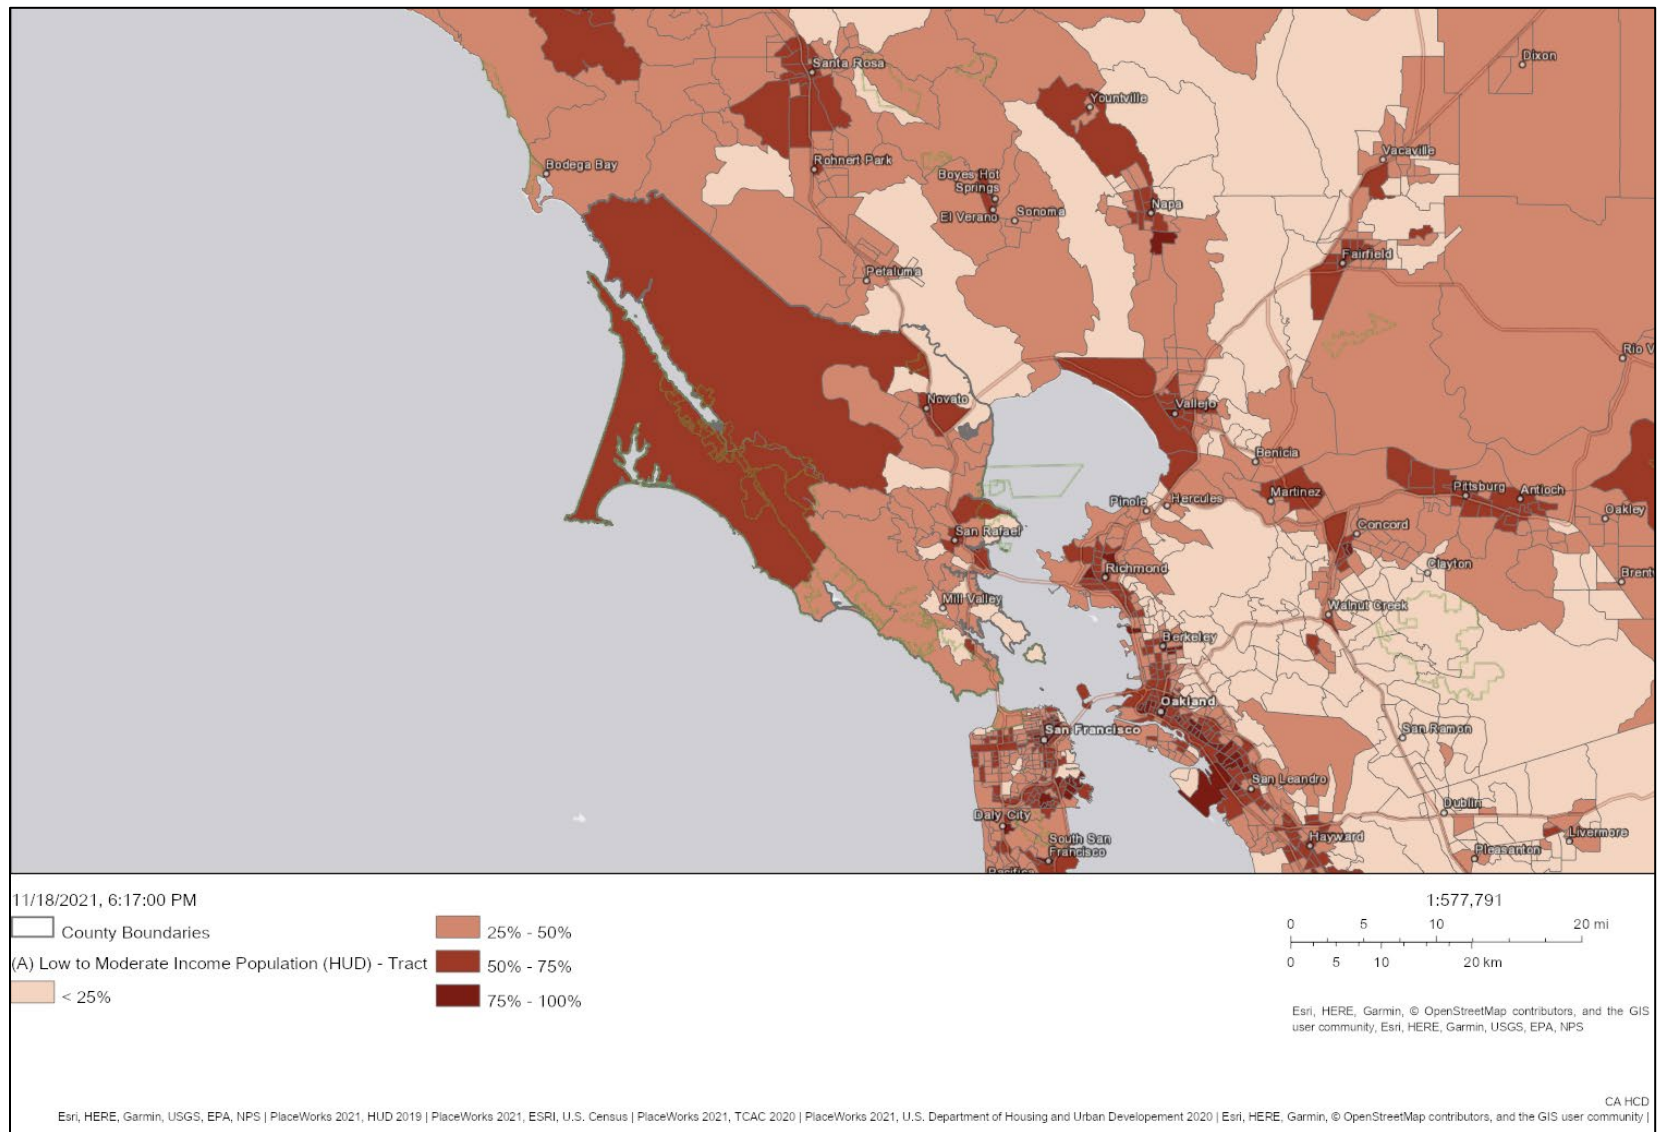 Dixon
Santa Rosa
Yountville
Vacaville
Bodega Bay
Rohnert Park
Boyes Hot
Springs
Napa
El Verano
Sonoma
Fairfield
Petaluma
Rio V
Novato
Vallejo
Benicia
Pinole
Hercules
Martinez
Pittsburg
Antioch
Oakley
San Rafael
Concord
Richmond
Clayton
Brent
Mill Valley
Walnut Creek
Berkeley
Oakland
San Francisco
San Ramon
San Leandro
Daly City
Dublin
South San
Francisco
Hayward
Livermore
Pleasanton
Pacifica
11/18/2021, 6:17:00 PM
County Boundaries
(A) Low to Moderate Income Population (HUD) - Tract
< 25%
25% - 50%
50% - 75%
75% - 100%
1:577,791
0 5 10 20 mi
0 5 10 20 km
Esri, HERE, Garmin, © OpenStreetMap contributors, and the GIS
user community, Esri, HERE, Garmin, USGS, EPA, NPS
CA HCD
Esri, HERE, Garmin, USGS, EPA, NPS | PlaceWorks 2021, HUD 2019 | PlaceWorks 2021, ESRI, U.S. Census | PlaceWorks 2021, TCAC 2020 | PlaceWorks 2021, U.S. Department of Housing and Urban Developement 2020 | Esri, HERE, Garmin, © OpenStreetMap contributors, and the GIS user community |